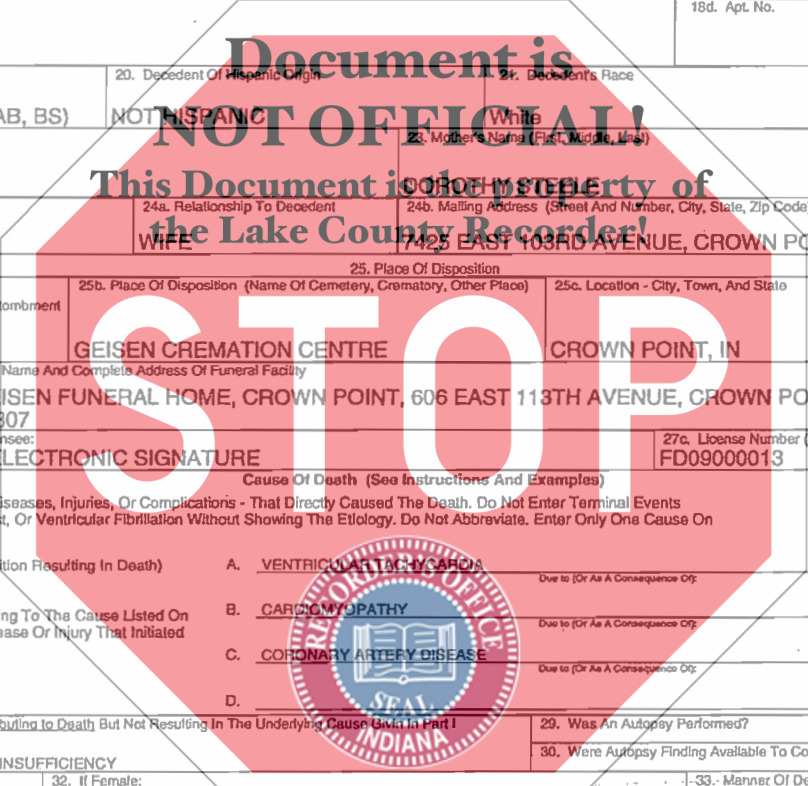 18d. Apt. No.
Document is
20. Decedent Of Hispanic Origin 21. Decedent's Race
AB, BS) NOT HISPANIC White
NOT OFFICIAL!
23. Mother's Name (First, Middle, Last)
DOROTHY STEELE
This Document is the property of
24a. Relationship To Decedent 24b. Mailing Address (Street And Number, City, State, Zip Code
the Lake County Recorder!
WIFE 7425 EAST 103RD AVENUE, CROWN PO
25. Place Of Disposition
25b. Place Of Disposition (Name Of Cemetery, Crematory, Other Place) 25c. Location - City, Town, And State
tombment
STOP
GEISEN CREMATION CENTRE CROWN POINT, IN
Name And Complete Address Of Funeral Facility
ISEN FUNERAL HOME, CROWN POINT, 606 EAST 113TH AVENUE, CROWN PO
307
nsee: 27c. License Number (
LECTRONIC SIGNATURE FD09000013
Cause Of Death (See Instructions And Examples)
iseases, Injuries, Or Complications - That Directly Caused The Death. Do Not Enter Terminal Events
t, Or Ventricular Fibrillation Without Showing The Etiology. Do Not Abbreviate. Enter Only One Cause On
ition Resulting In Death) A. VENTRICULAR TACHYCARDIA
Due to (Or As A Consequence Of):
ng To The Cause Listed On B. CARDIOMYOPATHY
ease Or Injury That Initiated Due to (Or As A Consequence Of):
C. CORONARY ARTERY DISEASE
Due to (Or As A Consequence Of):
D.
RECORDER'S OFFICE
SEAL
INDIANA
buting to Death But Not Resulting In The Underlying Cause Givin In Part I 29. Was An Autopsy Performed?
30. Were Autopsy Finding Available To Co
INSUFFICIENCY
32. If Female: 33. Manner Of De